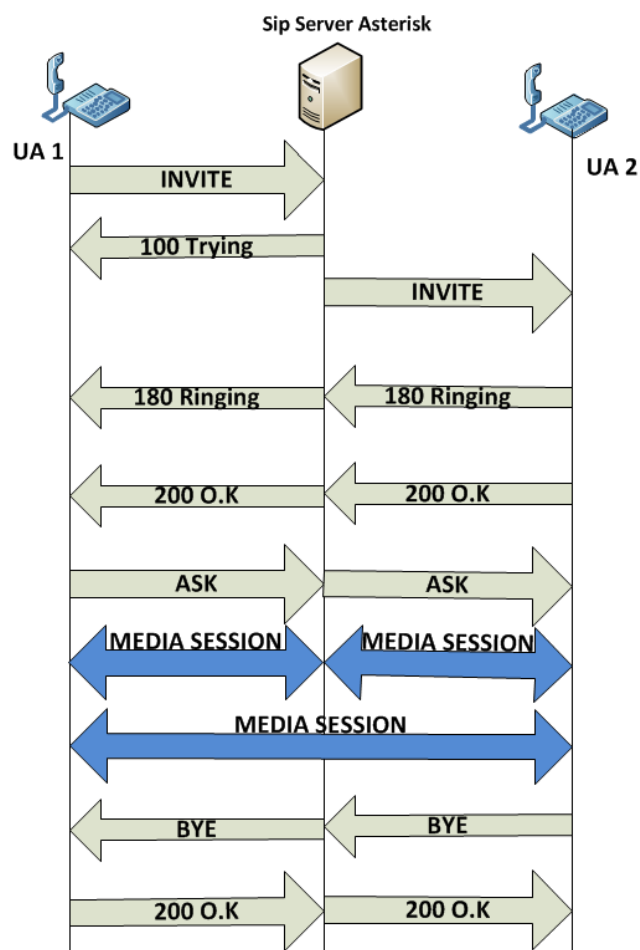 Sip Server Asterisk
UA 1
UA 2
INVITE
100 Trying
INVITE
180 Ringing
180 Ringing
200 O.K
200 O.K
ASK
ASK
MEDIA SESSION
MEDIA SESSION
MEDIA SESSION
BYE
BYE
200 O.K
200 O.K